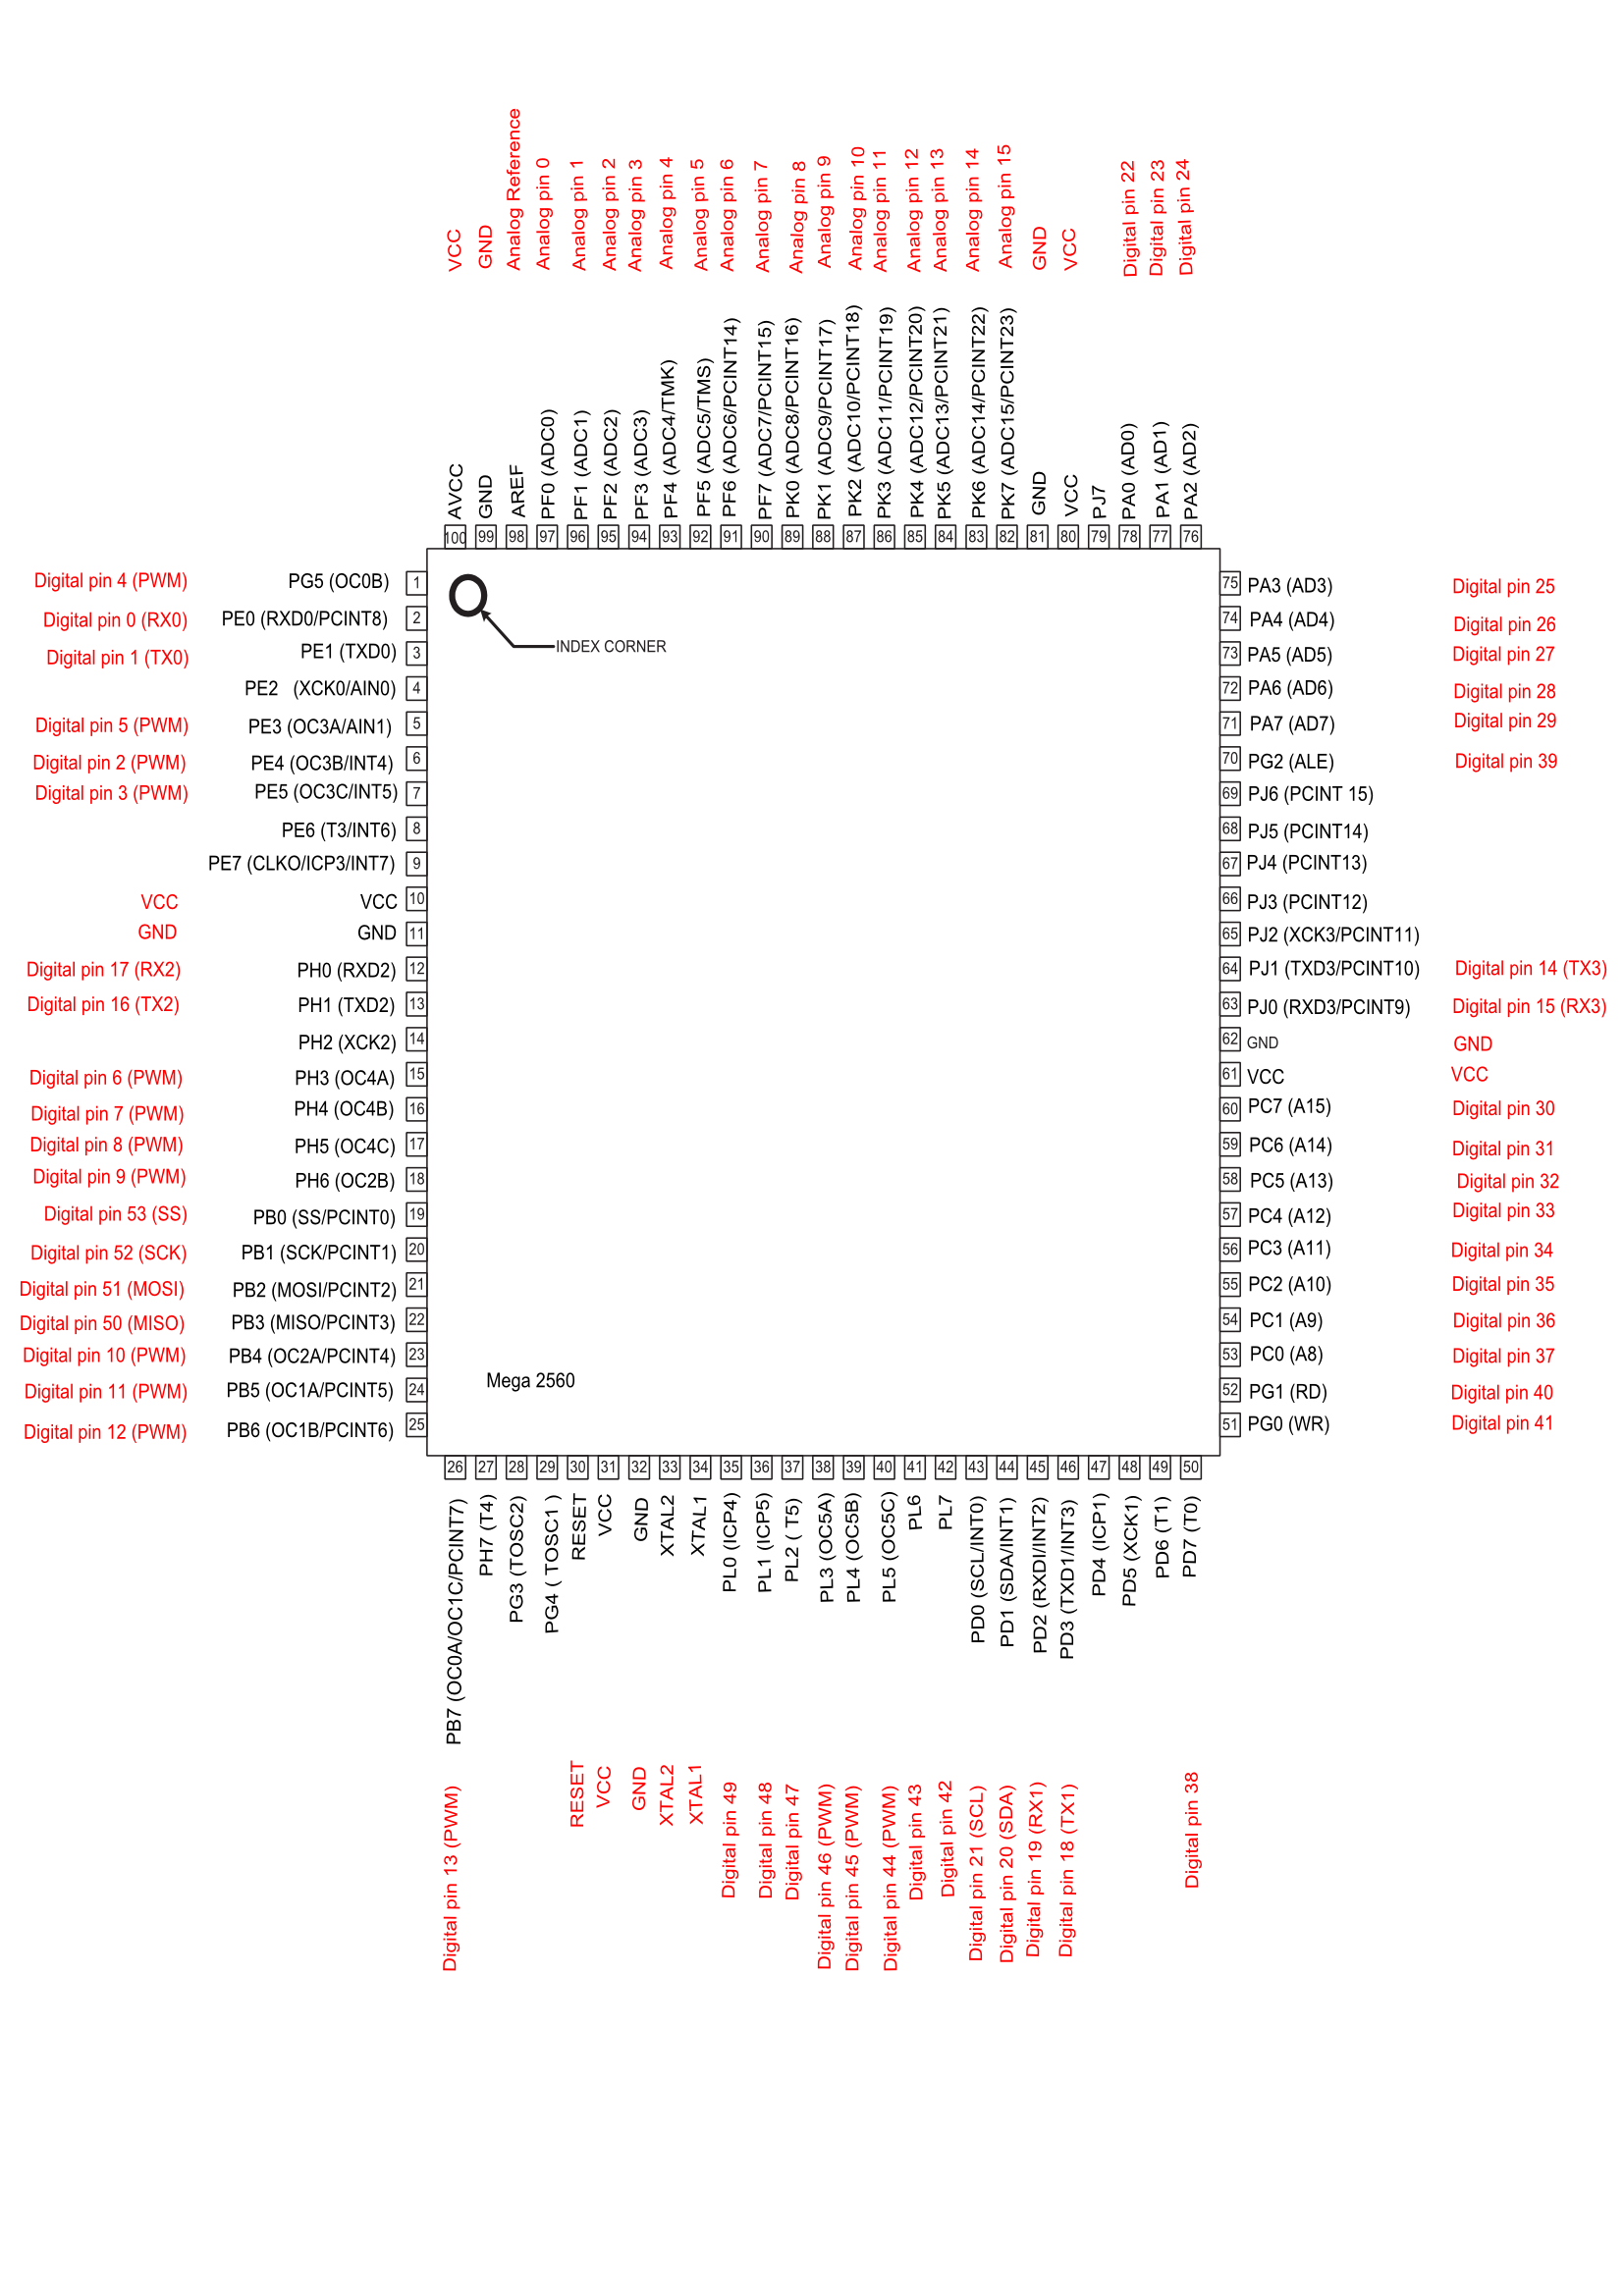 VCC
GND
Analog Reference
Analog pin 0
Analog pin 1
Analog pin 2
Analog pin 3
Analog pin 4
Analog pin 5
Analog pin 6
Analog pin 7
Analog pin 8
Analog pin 9
Analog pin 10
Analog pin 11
Analog pin 12
Analog pin 13
Analog pin 14
Analog pin 15
GND
VCC
Digital pin 22
Digital pin 23
Digital pin 24
AVCC
GND
AREF
PF0 (ADC0)
PF1 (ADC1)
PF2 (ADC2)
PF3 (ADC3)
PF4 (ADC4/TMK)
PF5 (ADC5/TMS)
PF6 (ADC6/PCINT14)
PF7 (ADC7/PCINT15)
PK0 (ADC8/PCINT16)
PK1 (ADC9/PCINT17)
PK2 (ADC10/PCINT18)
PK3 (ADC11/PCINT19)
PK4 (ADC12/PCINT20)
PK5 (ADC13/PCINT21)
PK6 (ADC14/PCINT22)
PK7 (ADC15/PCINT23)
GND
VCC
PJ7
PA0 (AD0)
PA1 (AD1)
PA2 (AD2)
100 99 98 97 96 95 94 93 92 91 90 89 88 87 86 85 84 83 82 81 80 79 78 77 76
Digital pin 4 (PWM) PG5 (OC0B) 1 75 PA3 (AD3) Digital pin 25
Digital pin 0 (RX0) PE0 (RXD0/PCINT8) 2 74 PA4 (AD4) Digital pin 26
INDEX CORNER
Digital pin 1 (TX0) PE1 (TXD0) 3 73 PA5 (AD5) Digital pin 27
PE2 (XCK0/AIN0) 4 72 PA6 (AD6) Digital pin 28
Digital pin 5 (PWM) PE3 (OC3A/AIN1) 5 71 PA7 (AD7) Digital pin 29
Digital pin 2 (PWM) PE4 (OC3B/INT4) 6 70 PG2 (ALE) Digital pin 39
Digital pin 3 (PWM) PE5 (OC3C/INT5) 7 69 PJ6 (PCINT 15)
PE6 (T3/INT6) 8 68 PJ5 (PCINT14)
PE7 (CLKO/ICP3/INT7) 9 67 PJ4 (PCINT13)
VCC VCC 10 66 PJ3 (PCINT12)
GND GND 11 65 PJ2 (XCK3/PCINT11)
Digital pin 17 (RX2) PH0 (RXD2) 12 64 PJ1 (TXD3/PCINT10) Digital pin 14 (TX3)
Digital pin 16 (TX2) PH1 (TXD2) 13 63 PJ0 (RXD3/PCINT9) Digital pin 15 (RX3)
PH2 (XCK2) 14 62 GND GND
Digital pin 6 (PWM) PH3 (OC4A) 15 61 VCC VCC
Digital pin 7 (PWM) PH4 (OC4B) 16 60 PC7 (A15) Digital pin 30
Digital pin 8 (PWM) PH5 (OC4C) 17 59 PC6 (A14) Digital pin 31
Digital pin 9 (PWM) PH6 (OC2B) 18 58 PC5 (A13) Digital pin 32
Digital pin 53 (SS) PB0 (SS/PCINT0) 19 57 PC4 (A12) Digital pin 33
Digital pin 52 (SCK) PB1 (SCK/PCINT1) 20 56 PC3 (A11) Digital pin 34
Digital pin 51 (MOSI) PB2 (MOSI/PCINT2) 21 55 PC2 (A10) Digital pin 35
Digital pin 50 (MISO) PB3 (MISO/PCINT3) 22 54 PC1 (A9) Digital pin 36
Digital pin 10 (PWM) PB4 (OC2A/PCINT4) 23 53 PC0 (A8) Digital pin 37
Mega 2560
Digital pin 11 (PWM) PB5 (OC1A/PCINT5) 24 52 PG1 (RD) Digital pin 40
Digital pin 12 (PWM) PB6 (OC1B/PCINT6) 25 51 PG0 (WR) Digital pin 41
26 27 28 29 30 31 32 33 34 35 36 37 38 39 40 41 42 43 44 45 46 47 48 49 50
PB7 (OC0A/OC1C/PCINT7)
PH7 (T4)
PG3 (TOSC2)
PG4 ( TOSC1 )
RESET
VCC
GND
XTAL2
XTAL1
PL0 (ICP4)
PL1 (ICP5)
PL2 ( T5)
PL3 (OC5A)
PL4 (OC5B)
PL5 (OC5C)
PL6
PL7
PD0 (SCL/INT0)
PD1 (SDA/INT1)
PD2 (RXDI/INT2)
PD3 (TXD1/INT3)
PD4 (ICP1)
PD5 (XCK1)
PD6 (T1)
PD7 (T0)
Digital pin 13 (PWM)
RESET
VCC
GND
XTAL2
XTAL1
Digital pin 49
Digital pin 48
Digital pin 47
Digital pin 46 (PWM)
Digital pin 45 (PWM)
Digital pin 44 (PWM)
Digital pin 43
Digital pin 42
Digital pin 21 (SCL)
Digital pin 20 (SDA)
Digital pin 19 (RX1)
Digital pin 18 (TX1)
Digital pin 38